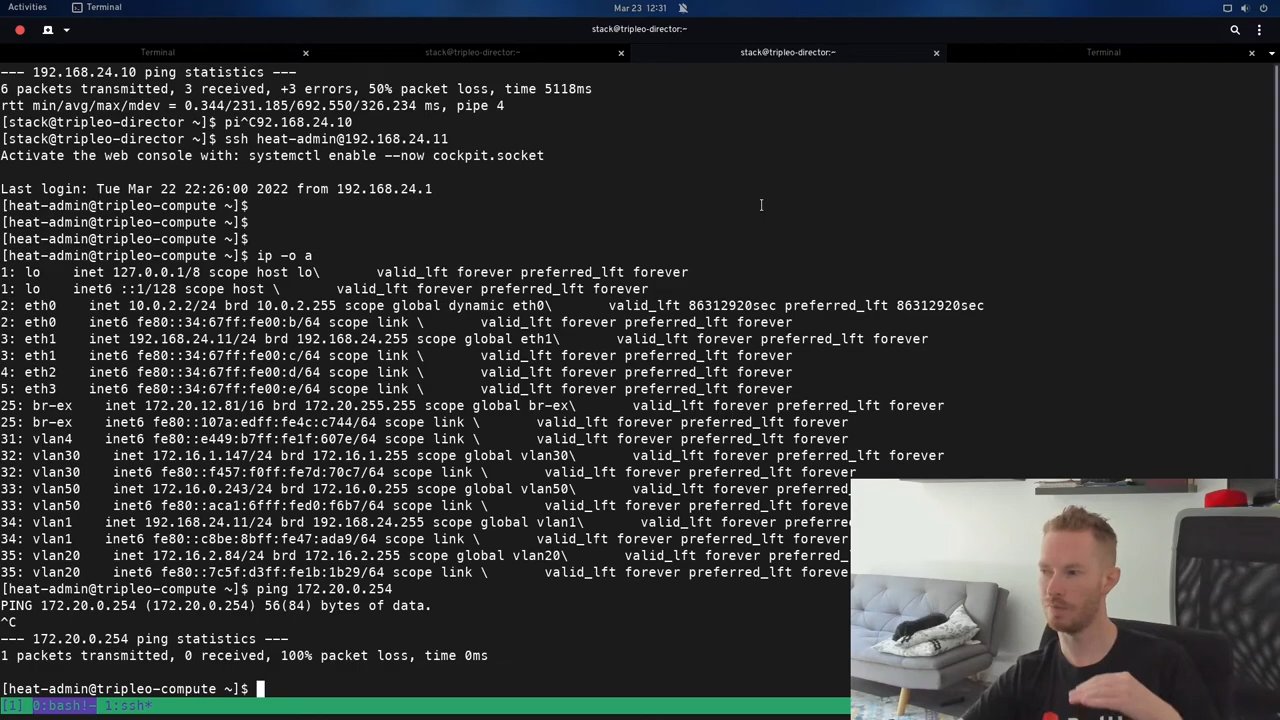 Activities
Terminal
Mar 23 12:31
stack@tripleo-director:~
Terminal
stack@tripleo-director:~
stack@tripleo-director:~
Terminal
--- 192.168.24.10 ping statistics ---
6 packets transmitted, 3 received, +3 errors, 50% packet loss, time 5118ms
rtt min/avg/max/mdev = 0.344/231.185/692.550/326.234 ms, pipe 4
[stack@tripleo-director ~]$ pi^C92.168.24.10
[stack@tripleo-director ~]$ ssh heat-admin@192.168.24.11
Activate the web console with: systemctl enable --now cockpit.socket
Last login: Tue Mar 22 22:26:00 2022 from 192.168.24.1
[heat-admin@tripleo-compute ~]$
[heat-admin@tripleo-compute ~]$
[heat-admin@tripleo-compute ~]$
[heat-admin@tripleo-compute ~]$ ip -o a
1: lo    inet 127.0.0.1/8 scope host lo\       valid_lft forever preferred_lft forever
1: lo    inet6 ::1/128 scope host \       valid_lft forever preferred_lft forever
2: eth0    inet 10.0.2.2/24 brd 10.0.2.255 scope global dynamic eth0\       valid_lft 86312920sec preferred_lft 86312920sec
2: eth0    inet6 fe80::34:67ff:fe00:b/64 scope link \       valid_lft forever preferred_lft forever
3: eth1    inet 192.168.24.11/24 brd 192.168.24.255 scope global eth1\       valid_lft forever preferred_lft forever
3: eth1    inet6 fe80::34:67ff:fe00:c/64 scope link \       valid_lft forever preferred_lft forever
4: eth2    inet6 fe80::34:67ff:fe00:d/64 scope link \       valid_lft forever preferred_lft forever
5: eth3    inet6 fe80::34:67ff:fe00:e/64 scope link \       valid_lft forever preferred_lft forever
25: br-ex    inet 172.20.12.81/16 brd 172.20.255.255 scope global br-ex\       valid_lft forever preferred_lft forever
25: br-ex    inet6 fe80::107a:edff:fe4c:c744/64 scope link \       valid_lft forever preferred_lft forever
31: vlan4    inet6 fe80::e449:b7ff:fe1f:607e/64 scope link \       valid_lft forever preferred_lft forever
32: vlan30    inet 172.16.1.147/24 brd 172.16.1.255 scope global vlan30\       valid_lft forever preferred_lft forever
32: vlan30    inet6 fe80::f457:f0ff:fe7d:70c7/64 scope link \       valid_lft forever preferred_lft forever
33: vlan50    inet 172.16.0.243/24 brd 172.16.0.255 scope global vlan50\       valid_lft forever preferred_lf
33: vlan50    inet6 fe80::aca1:6fff:fed0:f6b7/64 scope link \       valid_lft forever preferred_lft forever
34: vlan1    inet 192.168.24.11/24 brd 192.168.24.255 scope global vlan1\       valid_lft forever preferred_
34: vlan1    inet6 fe80::c8be:8bff:fe47:ada9/64 scope link \       valid_lft forever preferred_lft forever
35: vlan20    inet 172.16.2.84/24 brd 172.16.2.255 scope global vlan20\       valid_lft forever preferred_lf
35: vlan20    inet6 fe80::7c5f:d3ff:fe1b:1b29/64 scope link \       valid_lft forever preferred_lft foreve
[heat-admin@tripleo-compute ~]$ ping 172.20.0.254
PING 172.20.0.254 (172.20.0.254) 56(84) bytes of data.
^C
--- 172.20.0.254 ping statistics ---
1 packets transmitted, 0 received, 100% packet loss, time 0ms
[heat-admin@tripleo-compute ~]$
[1] 0:bash!- 1:ssh*